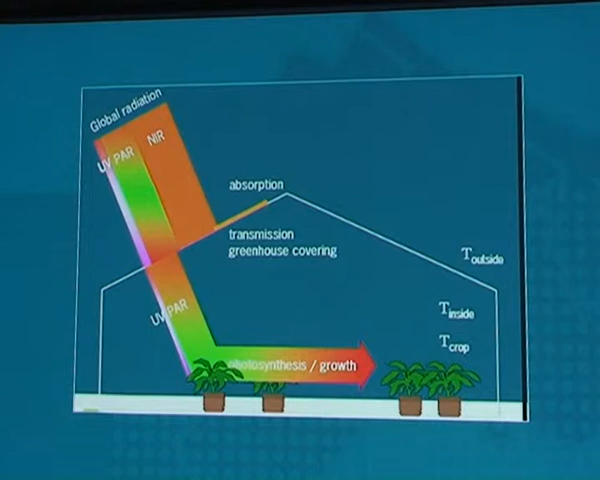 Global radiation
UV PAR
NIR
absorption
transmission
greenhouse covering
Toutside
UV PAR
Tinside
Tcrop
photosynthesis / growth